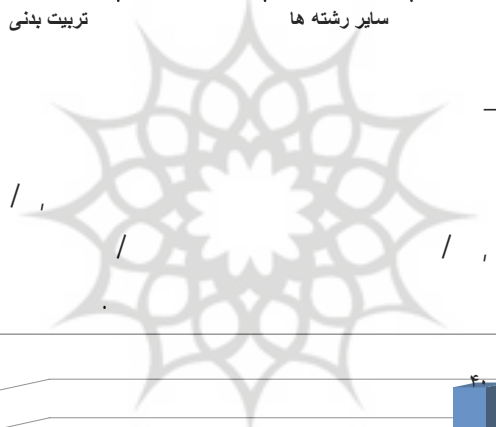 سایر رشته ها تربیت بدنی
/ /
/
.
۴۰